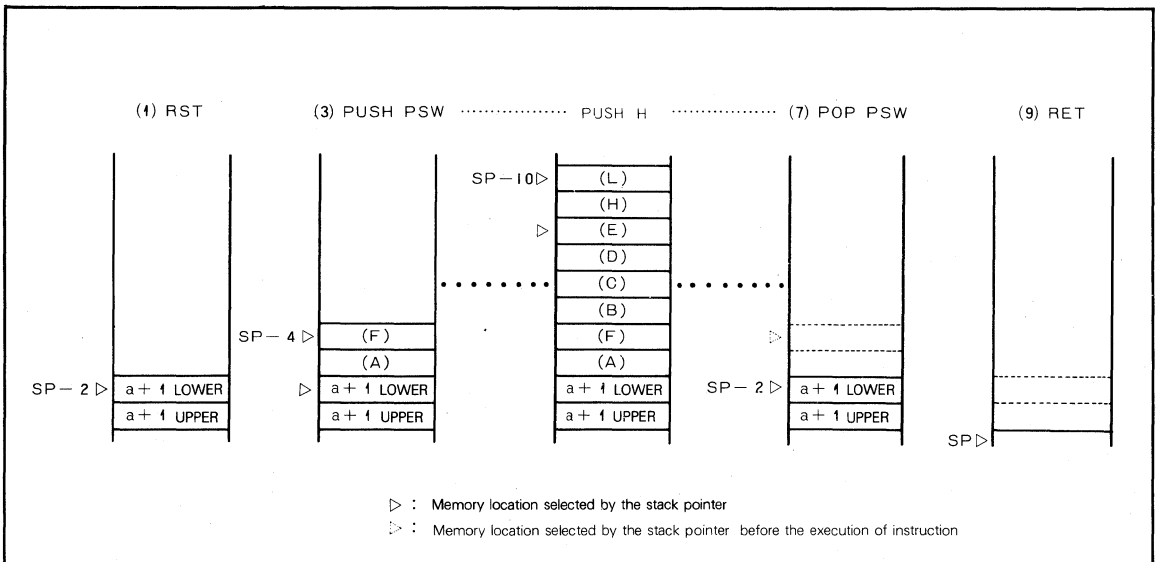 (1) RST (3) PUSH PSW ·················· PUSH H ·················· (7) POP PSW (9) RET
SP−10▷ (L)
(H)
▷ (E)
(D)
(C)
(B)
SP−4▷ (F) (F)
(A) (A)
SP−2▷ a+1 LOWER ▷ a+1 LOWER a+1 LOWER SP−2▷ a+1 LOWER
a+1 UPPER a+1 UPPER a+1 UPPER a+1 UPPER
SP▷
▷ : Memory location selected by the stack pointer
▷ : Memory location selected by the stack pointer before the execution of instruction